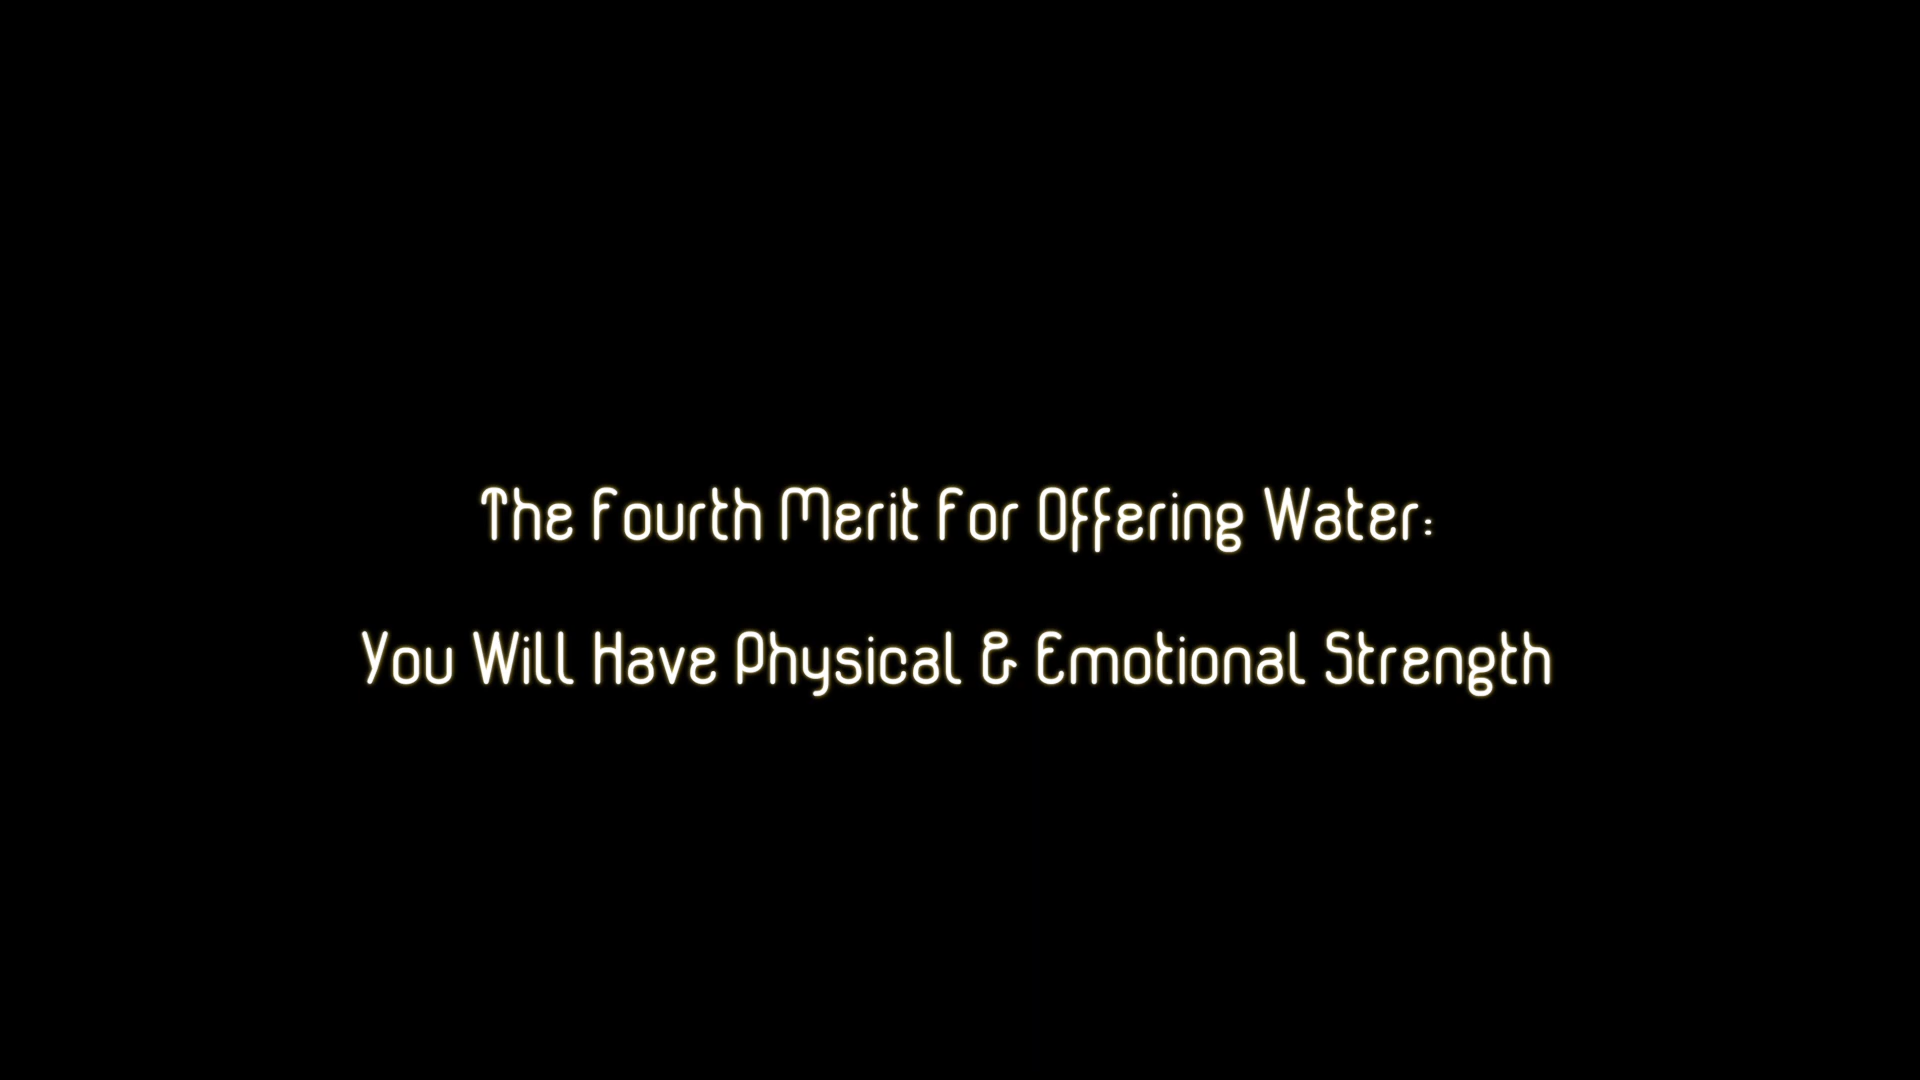 The Fourth Merit For Offering Water:
You Will Have Physical & Emotional Strength